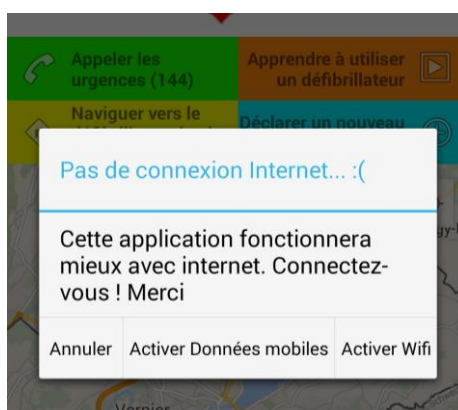 Appeler les
urgences (144)
Apprendre à utiliser
un défibrillateur
Naviguer vers le
Déclarer un nouveau
Pas de connexion Internet... :(
Cette application fonctionnera
mieux avec internet. Connectez-
vous ! Merci
Annuler
Activer Données mobiles
Activer Wifi
Vernier